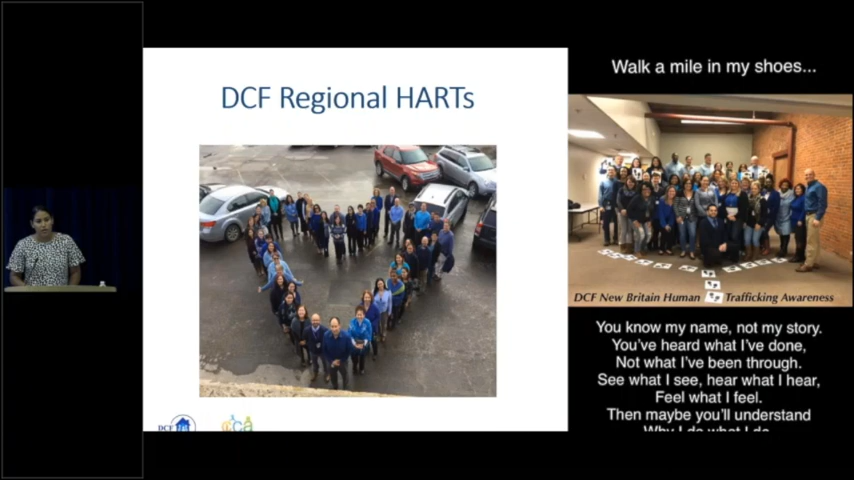 Walk a mile in my shoes...
DCF Regional HARTs
DCF New Britain Human Trafficking Awareness
You know my name, not my story.
You've heard what I've done,
Not what I've been through.
See what I see, hear what I hear,
Feel what I feel.
Then maybe you'll understand
Why I do what I do
DCF